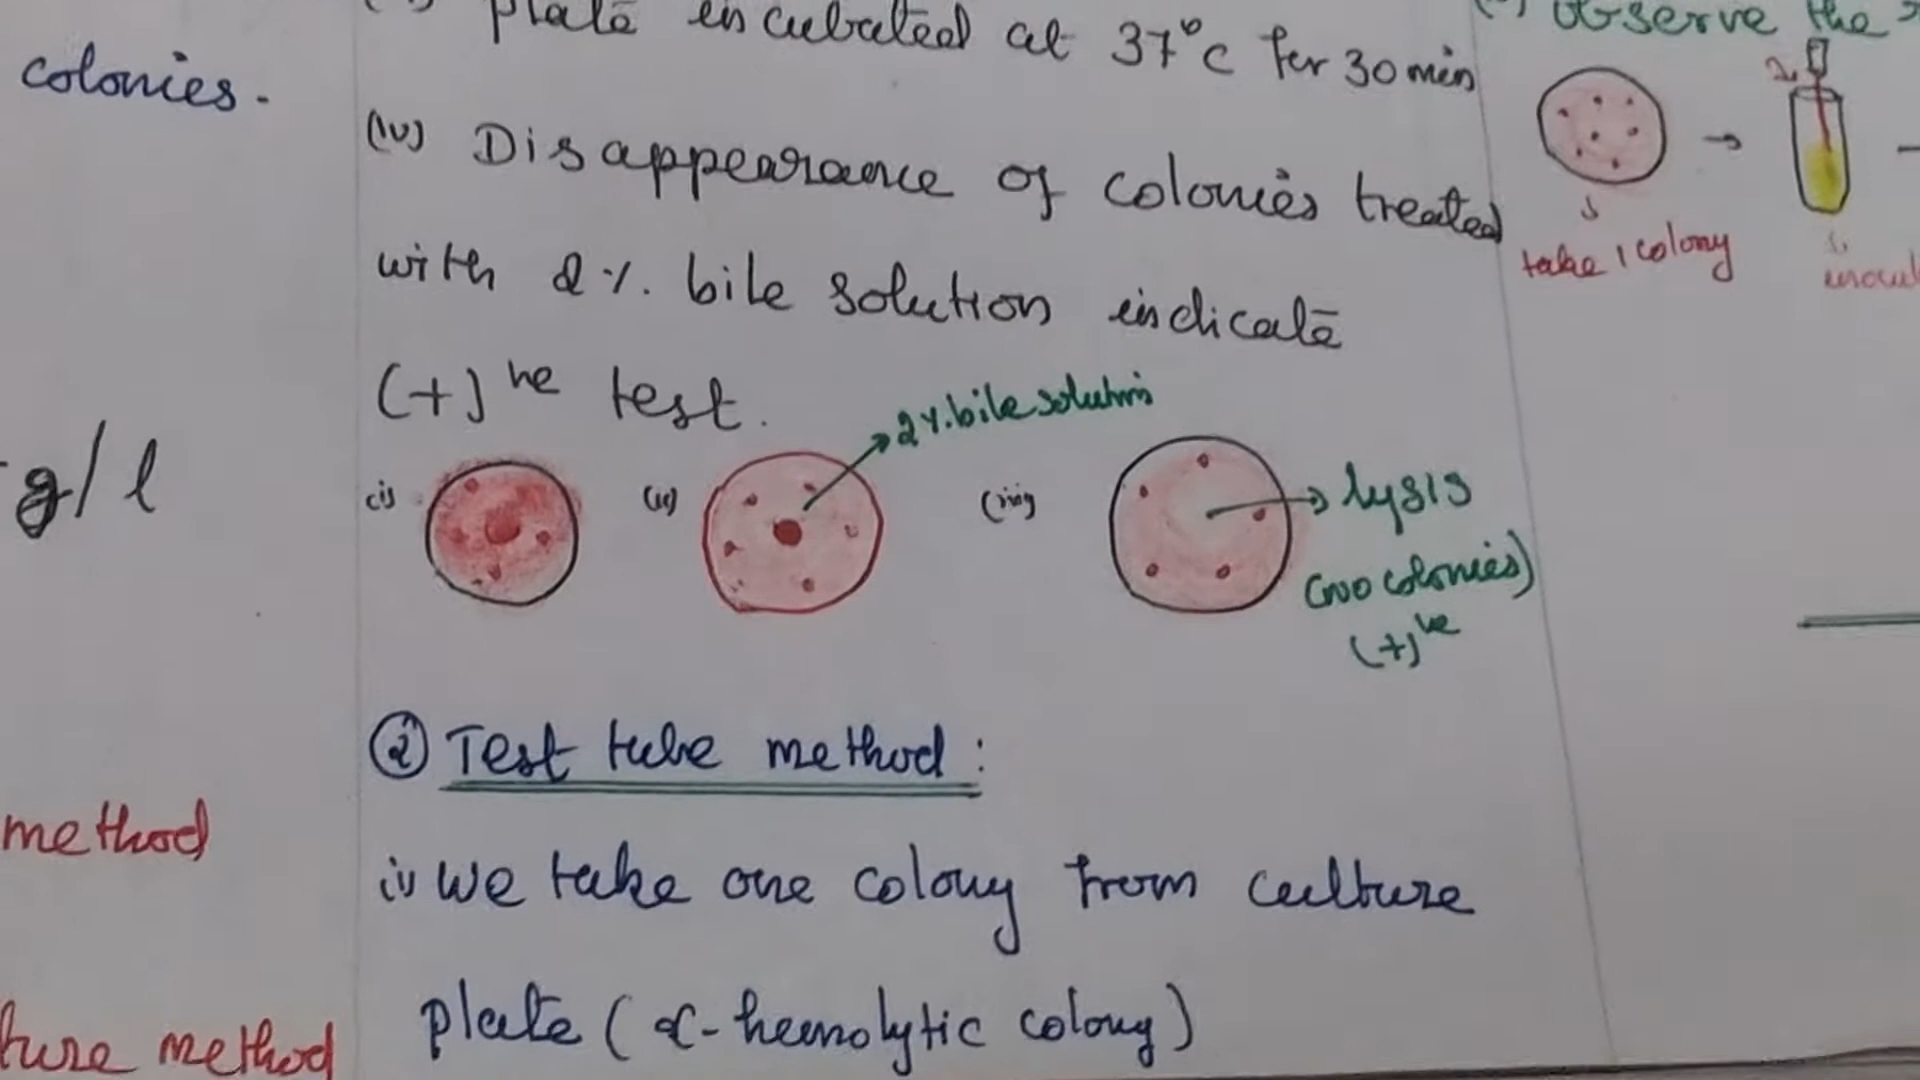 colonies.
g/l
method
ture method
plate incubated at 37°c for 30 min
(iv) Disappearance of colonies treated
with 2%. bile solution indicate
(+)ve test.
2%. bile solution
(i)
(ii)
(iii)
lysis
(no colonies)
(+)ve
② Test tube method :
i) We take one colony from culture
plate (α-hemolytic colony)
observe the
take 1 colony